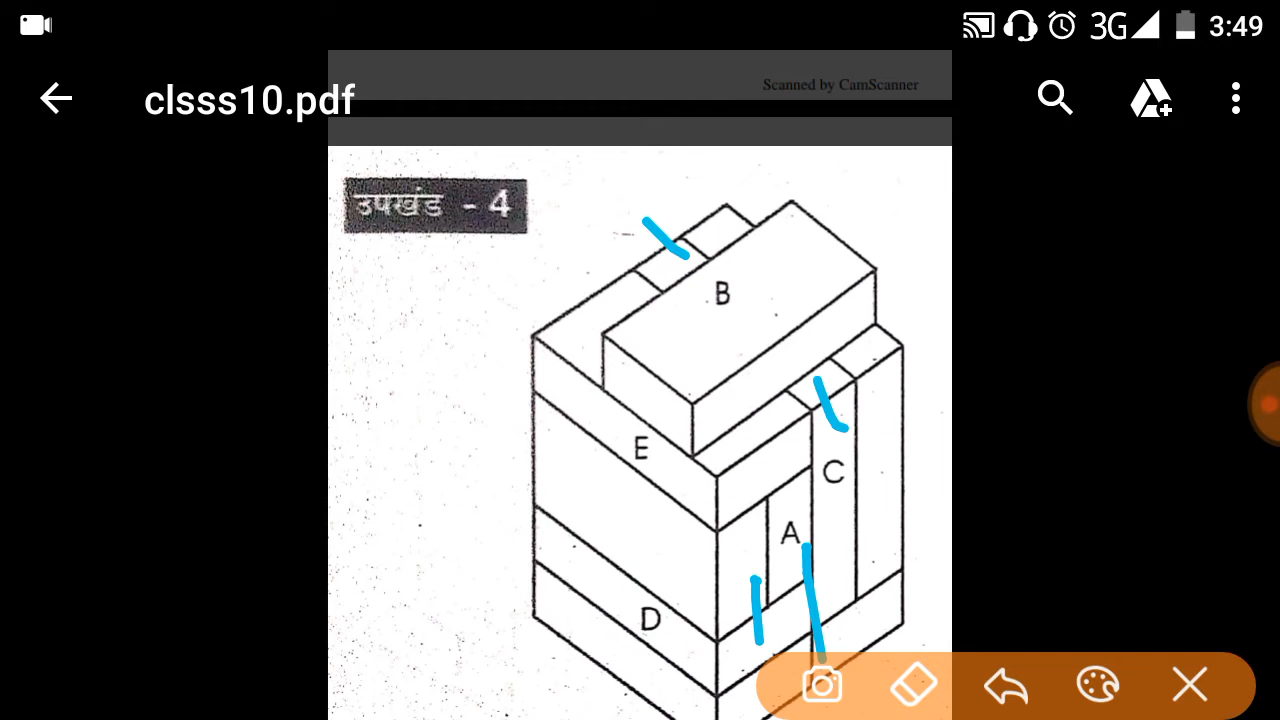 3G 3:49
clsss10.pdf
Scanned by CamScanner
उपखंड - 4
B
E
C
A
D